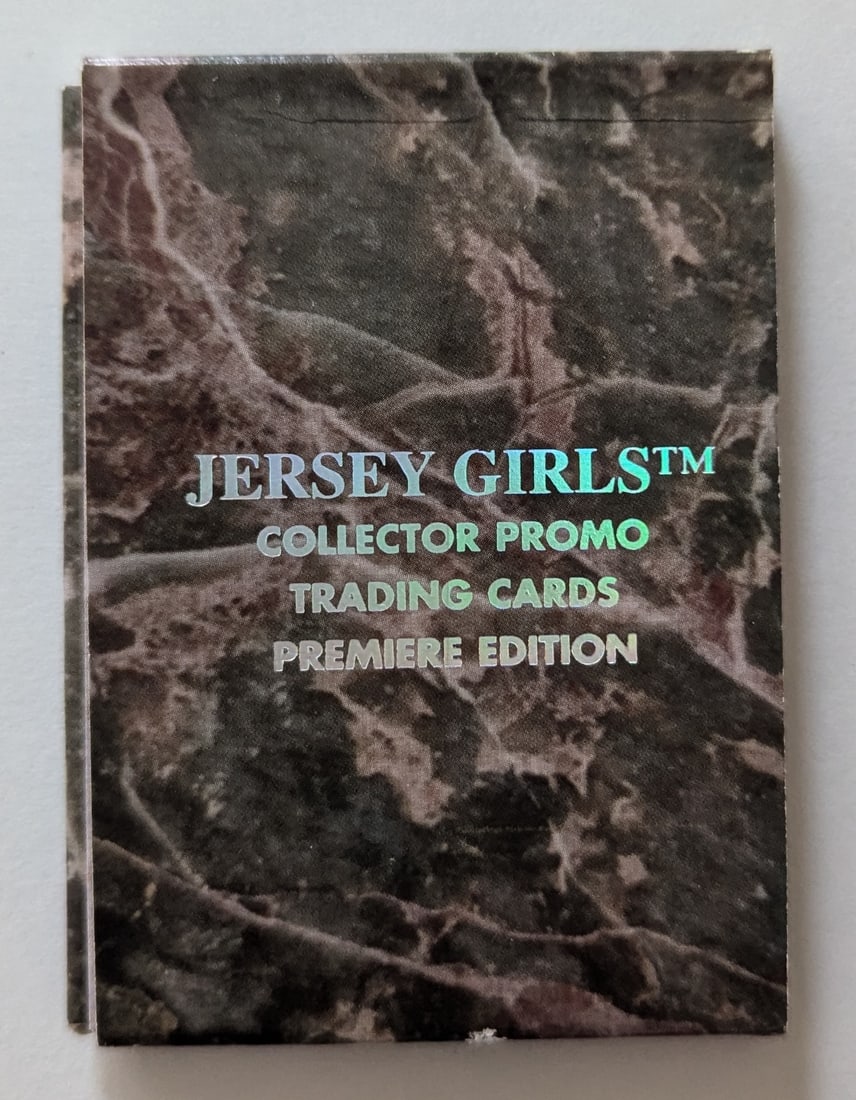 JERSEY GIRLS™
COLLECTOR PROMO
TRADING CARDS
PREMIERE EDITION